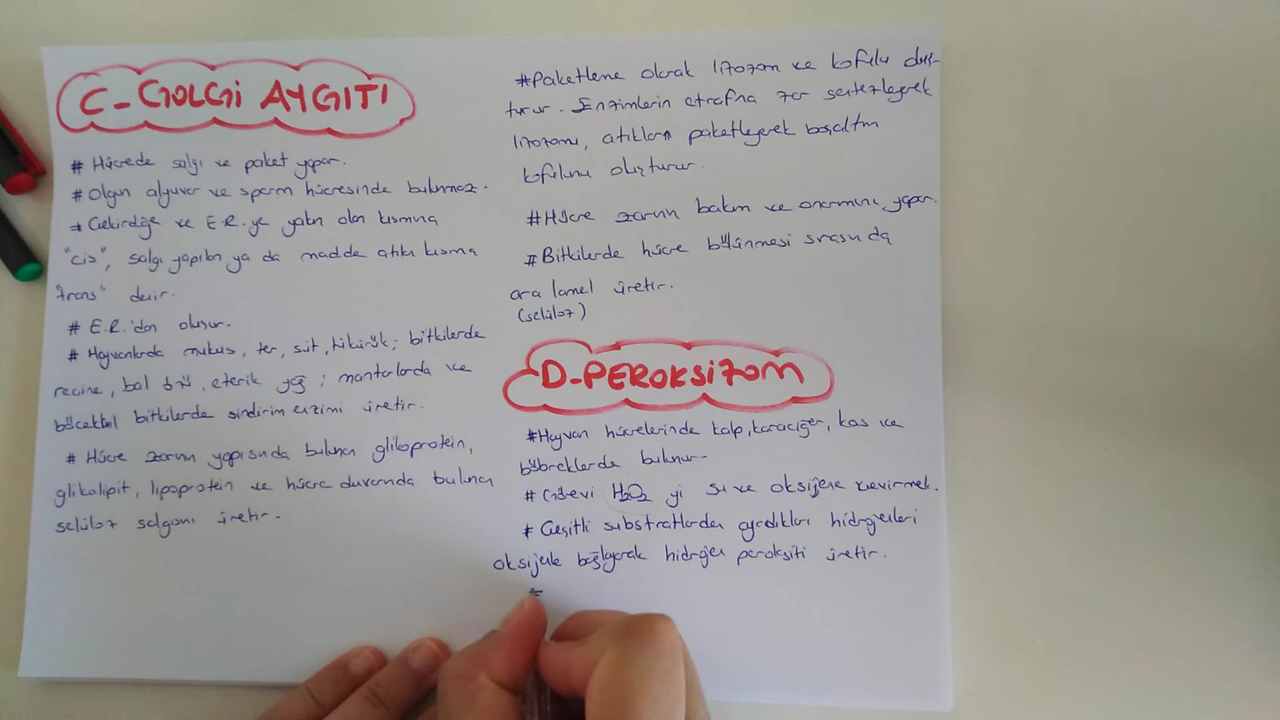 C- GOLGİ AYGITI
# Hücrede salgı ve paket yapar.
# Olgun alyuvar ve sperm hücresinde bulunmaz.
→ Çekirdeğe ve E.R.ye yakın olan kısmına
"cis", salgı yapılan ya da madde atılan kısma
"trans" denir.
# E.R.'dan oluşur.
# Hayvanlarda mukus, ter, süt, tükürük; bitkilerde
reçine, bal özü, eterik yağ; mantarlarda ve
böcekçil bitkilerde sindirim enzimi üretir.
# Hücre zarının yapısında bulunan glikoprotein,
glikolipit, lipoprotein ve hücre duvarında bulunan
selüloz salgısını üretir.
#Paketleme olarak lizozom ve kofulu oluş-
turur. Enzimlerin etrafına zar sentezleyerek
lizozomu, atıkları paketleyerek boşaltım
kofulunu oluşturur.
#Hücre zarının bakım ve onarımını yapar.
#Bitkilerde hücre bölünmesi sırasında
ara lamel üretir.
(selüloz)
D-PEROKSİZOM
#Hayvan hücrelerinde kalp, karaciğer, kas ve
böbreklerde bulunur.
# Görevi H₂O₂ yi su ve oksijene çevirmek.
# Çeşitli substratlardan ayırdıkları hidrojenleri
oksijenle bağlayarak hidrojen peroksiti üretir.
#